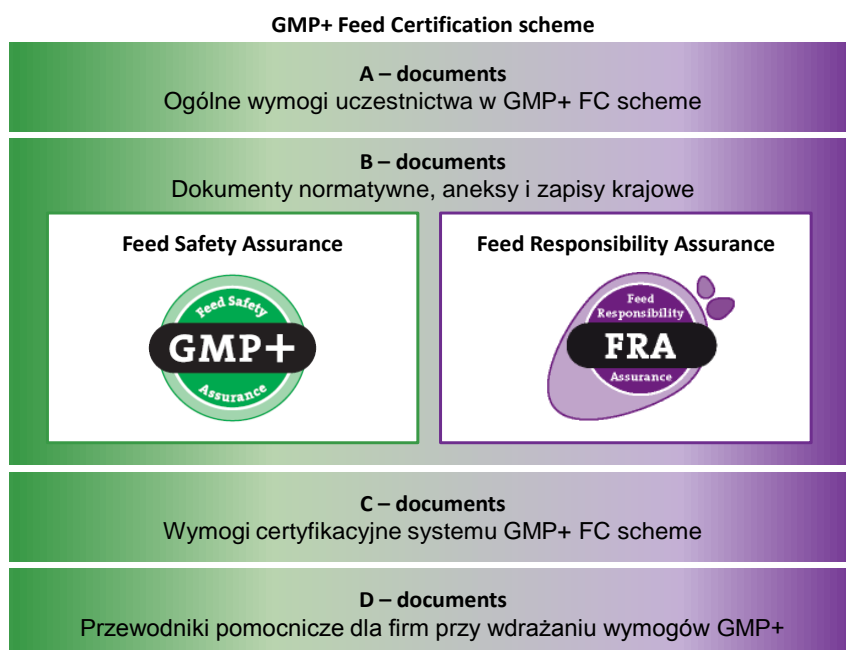 GMP+ Feed Certification scheme
A – documents
Ogólne wymogi uczestnictwa w GMP+ FC scheme
B – documents
Dokumenty normatywne, aneksy i zapisy krajowe
Feed Safety Assurance
Feed Safety
GMP+
Assurance
Feed Responsibility Assurance
Feed
Responsibility
FRA
Assurance
C – documents
Wymogi certyfikacyjne systemu GMP+ FC scheme
D – documents
Przewodniki pomocnicze dla firm przy wdrażaniu wymogów GMP+